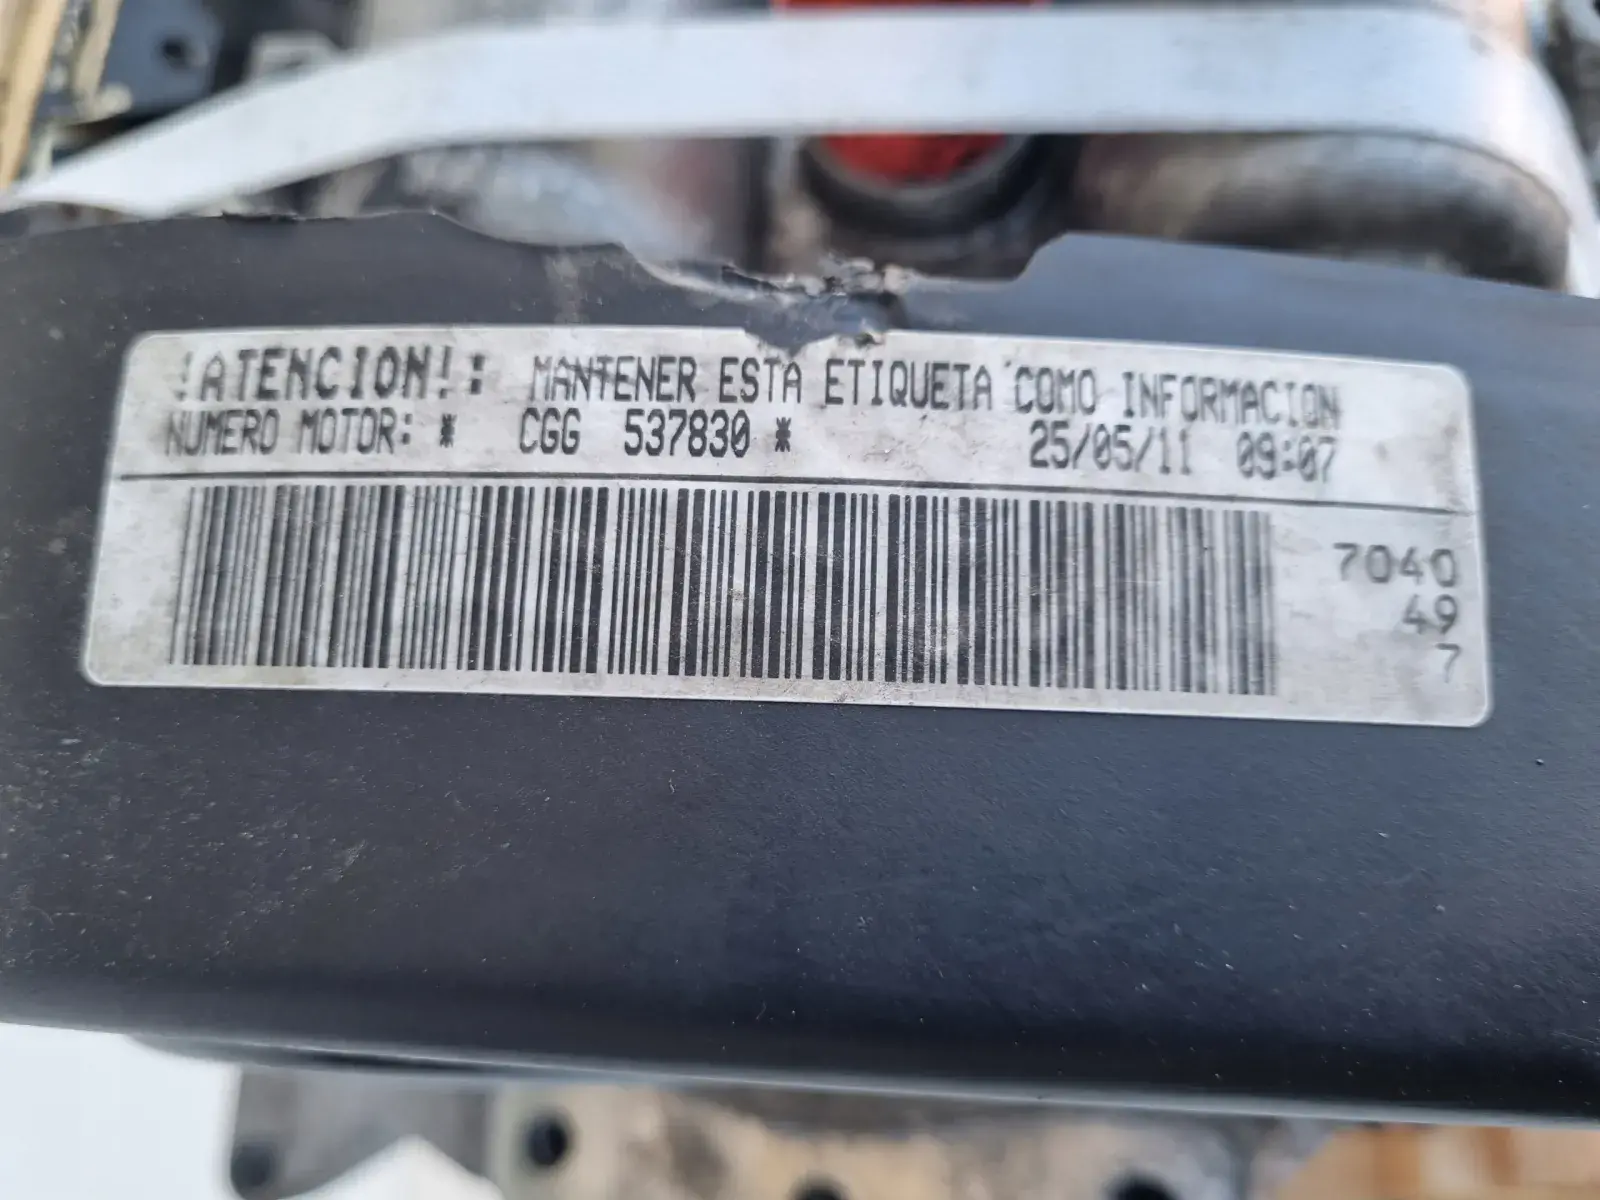 !ATENCION!: MANTENER ESTA ETIQUETA COMO INFORMACION
NUMERO MOTOR: * CGG 537830 * 25/05/11 09:07
7040
49
7